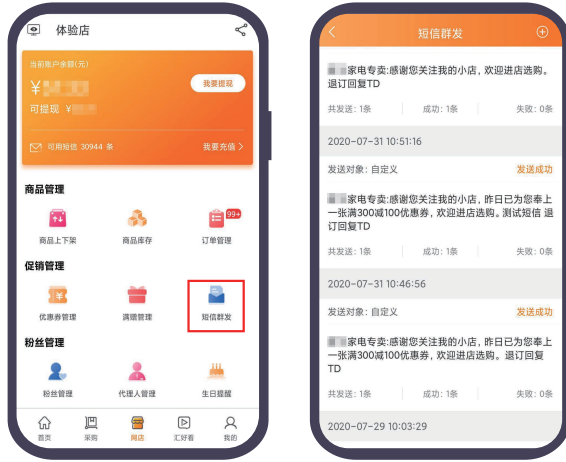 体验店
当前账户余额(元)
¥
我要提现
可提现 ¥
可用短信 30944 条
我要充值 >
商品管理
99+
商品上下架
商品库存
订单管理
促销管理
优惠券管理
满赠管理
短信群发
粉丝管理
粉丝管理
代理人管理
生日提醒
首页
采购
网店
汇好看
我的
短信群发
家电专卖:感谢您关注我的小店, 欢迎进店选购。
退订回复TD
共发送: 1条
成功: 1条
失败: 0条
2020-07-31 10:51:16
发送对象: 自定义
发送成功
家电专卖:感谢您关注我的小店, 昨日已为您奉上
一张满300减100优惠券, 欢迎进店选购。测试短信 退
订回复TD
共发送: 1条
成功: 1条
失败: 0条
2020-07-31 10:46:56
发送对象: 自定义
发送成功
家电专卖:感谢您关注我的小店, 昨日已为您奉上
一张满300减100优惠券, 欢迎进店选购。 退订回复
TD
共发送: 1条
成功: 1条
失败: 0条
2020-07-29 10:03:29